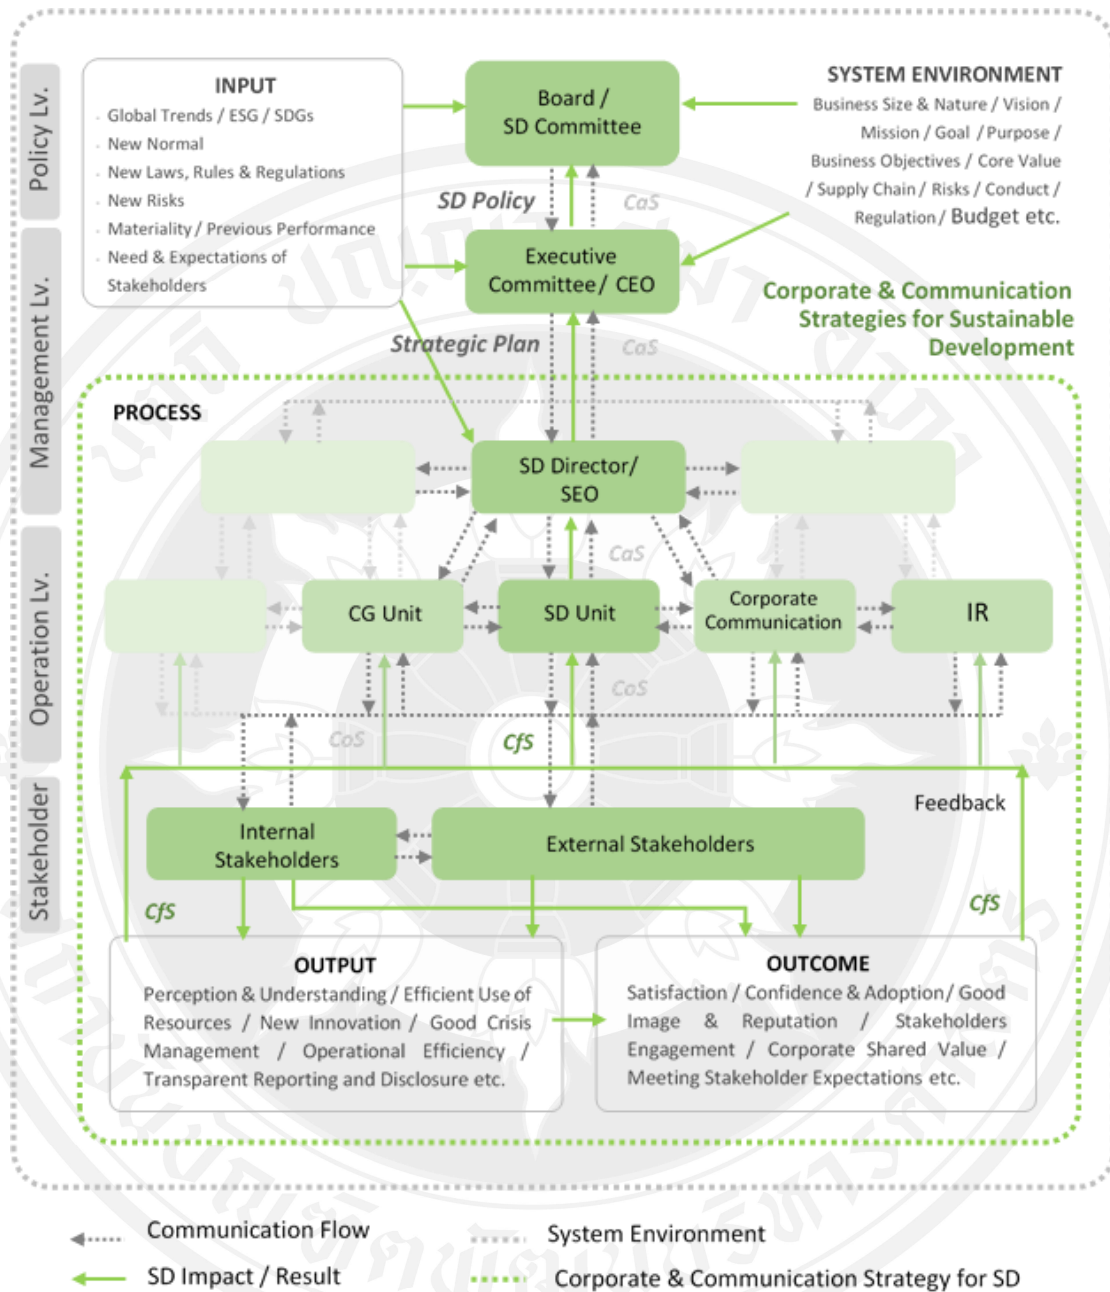 Policy Lv.
Management Lv.
Operation Lv.
Stakeholder
INPUT
Global Trends / ESG / SDGs
New Normal
New Laws, Rules & Regulations
New Risks
Materiality / Previous Performance
Need & Expectations of
Stakeholders
Board /
SD Committee
SYSTEM ENVIRONMENT
Business Size & Nature / Vision /
Mission / Goal / Purpose /
Business Objectives / Core Value
/ Supply Chain / Risks / Conduct /
Regulation / Budget etc.
SD Policy
CaS
Executive
Committee / CEO
Corporate & Communication
Strategies for Sustainable
Development
Strategic Plan
CaS
PROCESS
SD Director/
SEO
CaS
CG Unit
SD Unit
Corporate
Communication
IR
CoS
CoS
CfS
Feedback
Internal
Stakeholders
External Stakeholders
CfS
CfS
OUTPUT
Perception & Understanding / Efficient Use of
Resources / New Innovation / Good Crisis
Management / Operational Efficiency /
Transparent Reporting and Disclosure etc.
OUTCOME
Satisfaction / Confidence & Adoption / Good
Image & Reputation / Stakeholders
Engagement / Corporate Shared Value /
Meeting Stakeholder Expectations etc.
Communication Flow
System Environment
SD Impact / Result
Corporate & Communication Strategy for SD